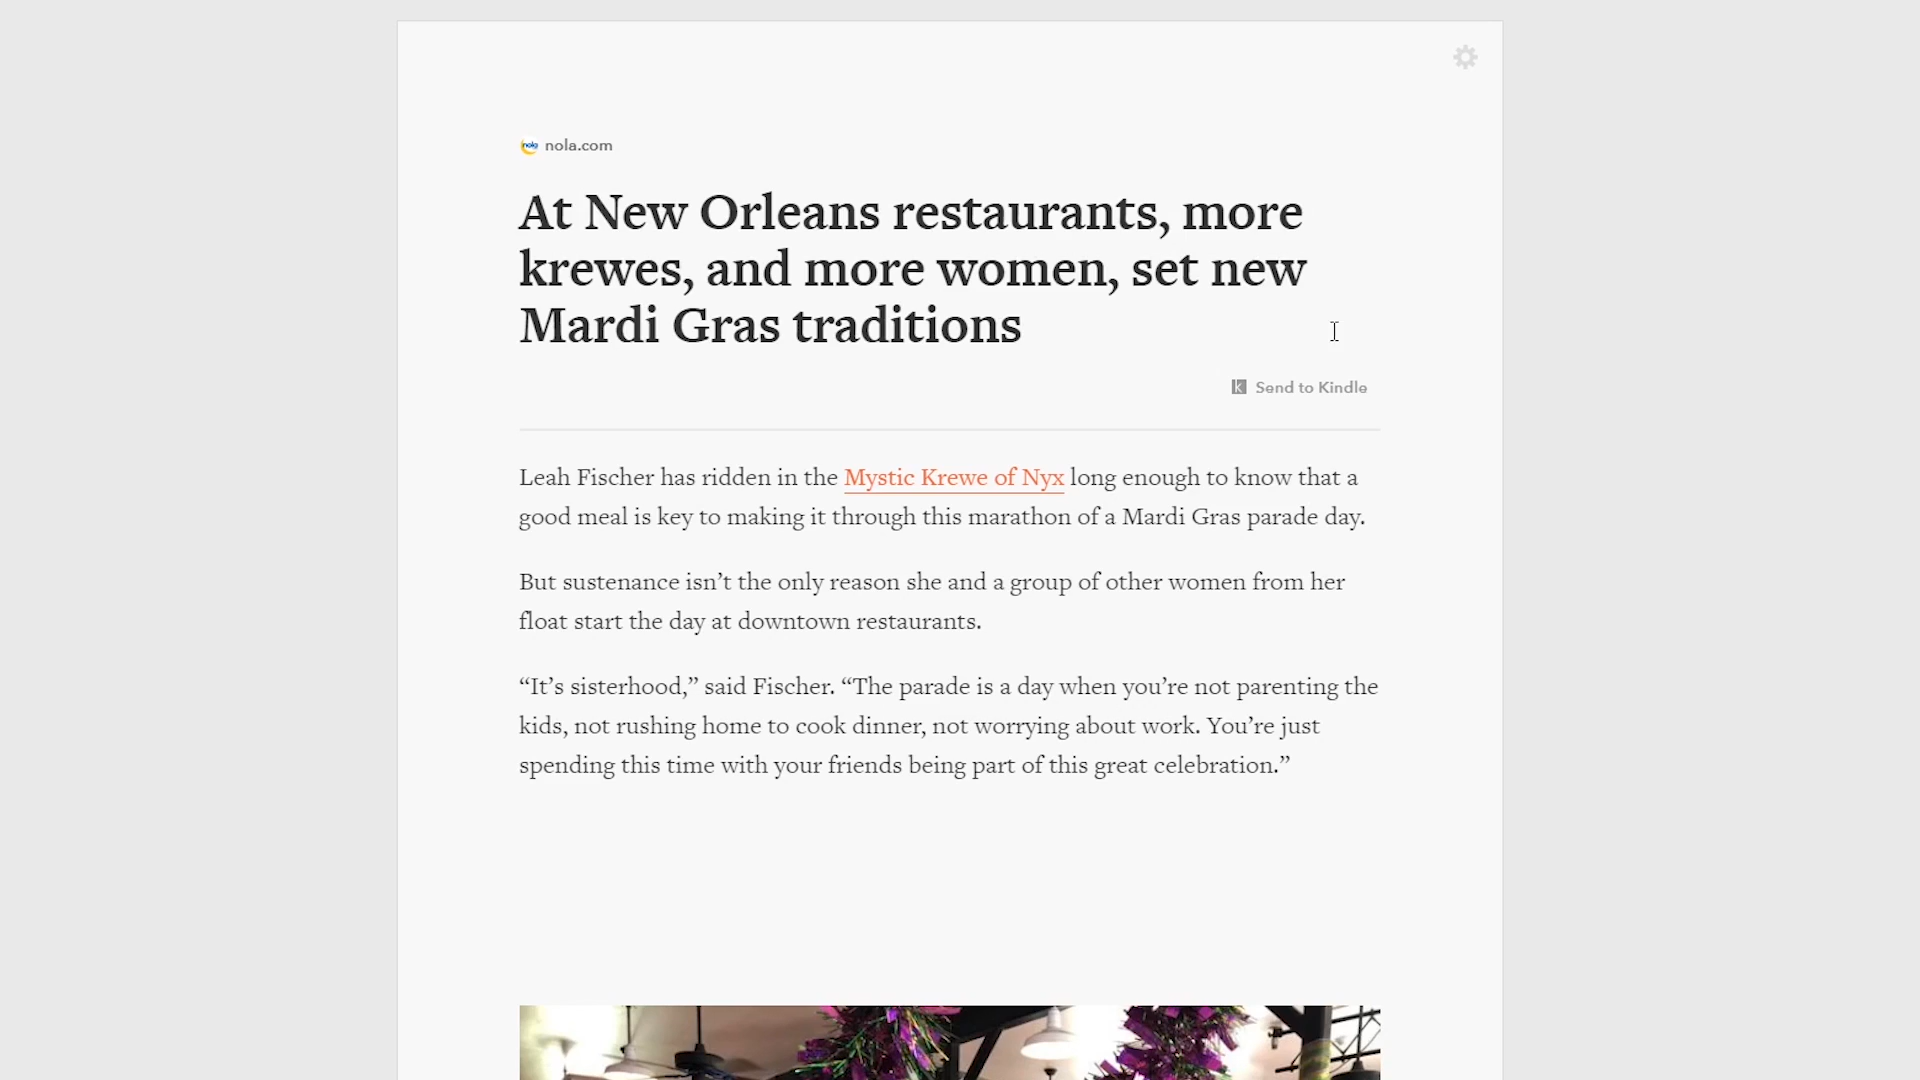 nola nola.com
At New Orleans restaurants, more
krewes, and more women, set new
Mardi Gras traditions
k Send to Kindle
Leah Fischer has ridden in the Mystic Krewe of Nyx long enough to know that a
good meal is key to making it through this marathon of a Mardi Gras parade day.
But sustenance isn’t the only reason she and a group of other women from her
float start the day at downtown restaurants.
“It’s sisterhood,” said Fischer. “The parade is a day when you’re not parenting the
kids, not rushing home to cook dinner, not worrying about work. You’re just
spending this time with your friends being part of this great celebration.”